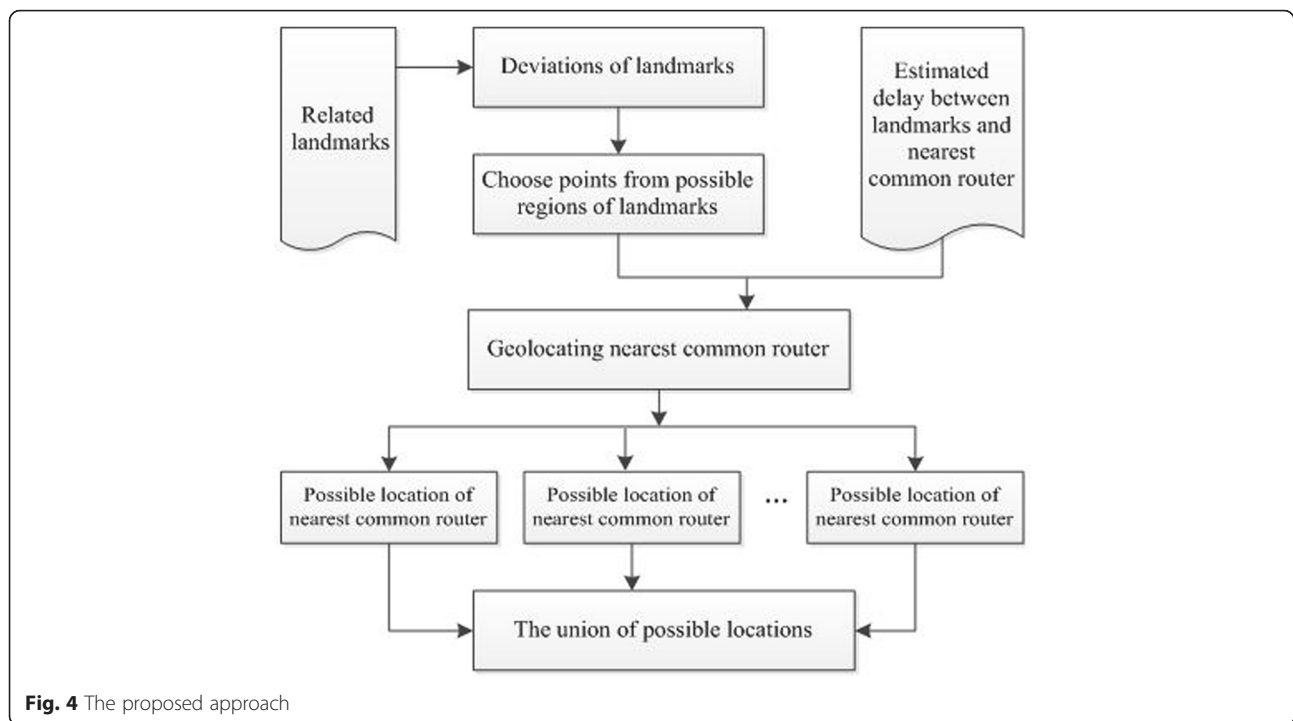 Related
landmarks
Deviations of landmarks
Estimated
delay between
landmarks and
nearest
common router
Choose points from possible
regions of landmarks
Geolocating nearest common router
Possible location of
nearest common router
Possible location of
nearest common router
...
Possible location of
nearest common router
The union of possible locations
Fig. 4 The proposed approach